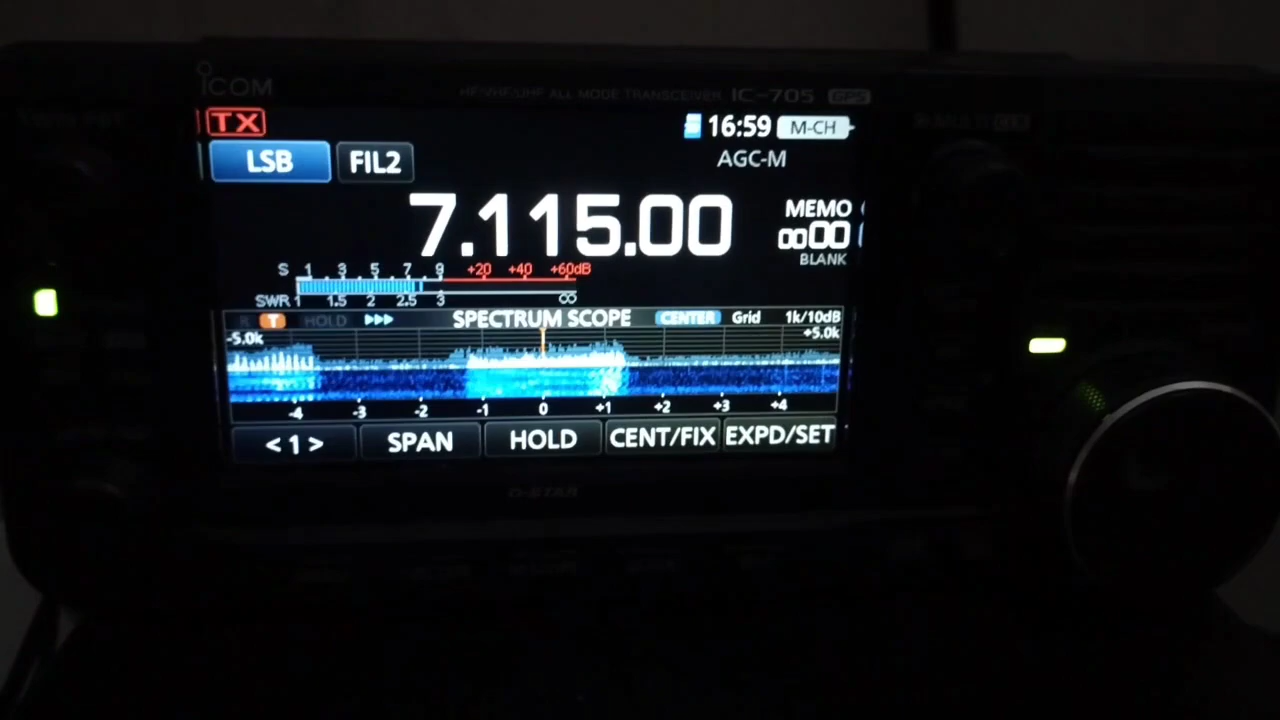 ICOM
HF/VHF/UHF ALL MODE TRANSCEIVER IC-705 GPS
TX
16:59 M-CH
LSB FIL2 AGC-M
7.115.00
MEMO
00
BLANK
S 1 3 5 7 9 +20 +40 +60dB
SWR 1 1.5 2 2.5 3 ∞
T HOLD SPECTRUM SCOPE CENTER Grid 1k/10dB
-5.0k +5.0k
-4 -3 -2 -1 0 +1 +2 +3 +4
< 1 > SPAN HOLD CENT/FIX EXPD/SET
D-STAR